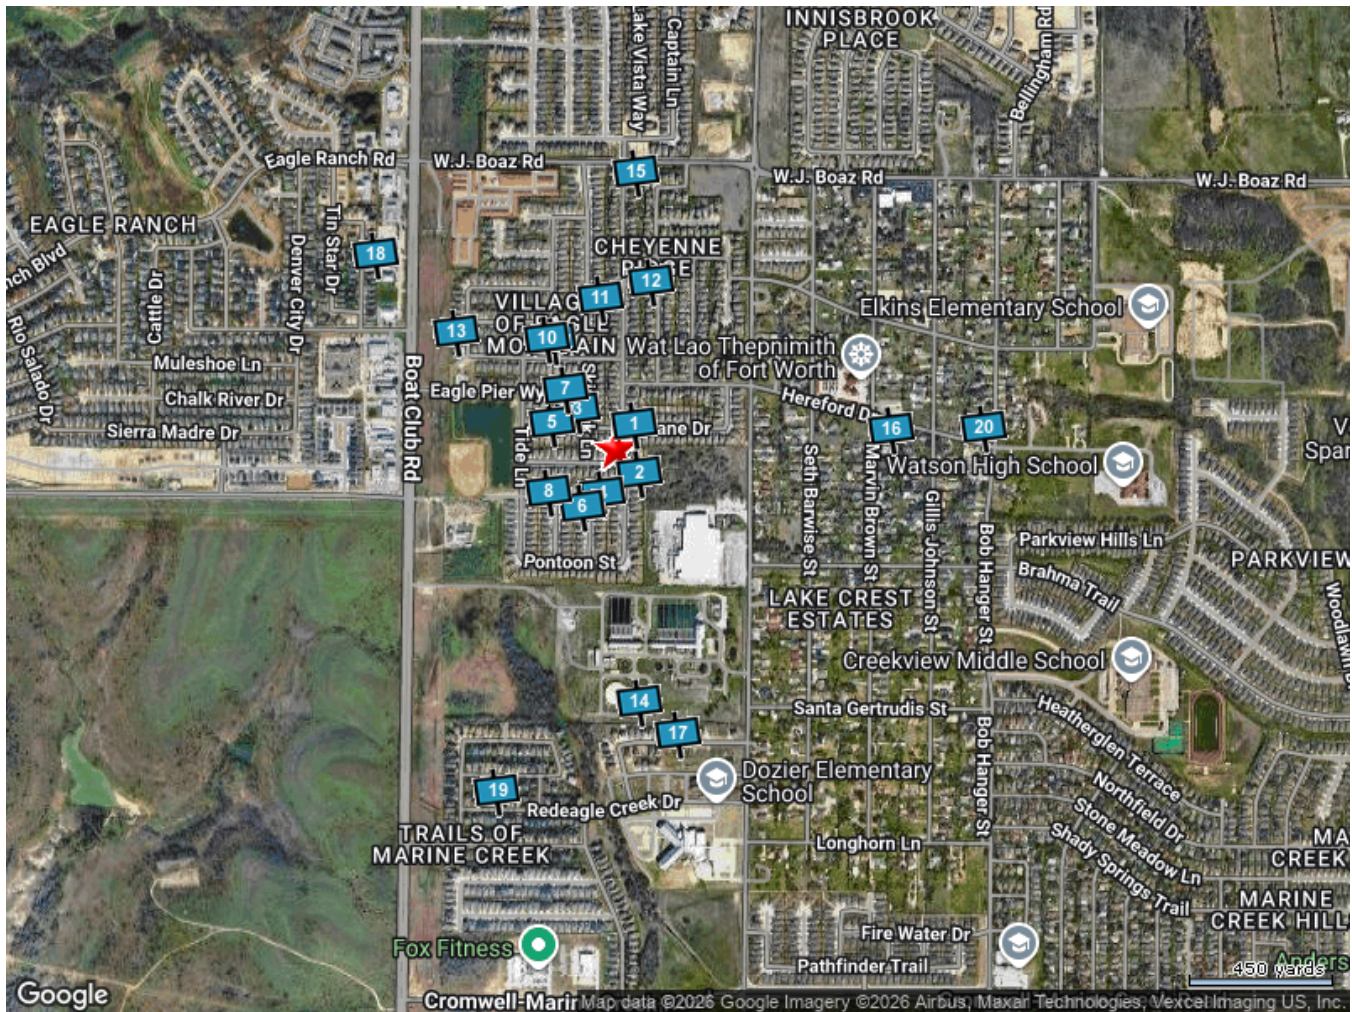 INNISBROOK
PLACE
Lake Vista Way
Captain Ln
Bellingham Rd
Eagle Ranch Rd
W.J. Boaz Rd
15
W.J. Boaz Rd
W.J. Boaz Rd
EAGLE RANCH
Tin Star Dr
Denver City Dr
Cattle Dr
18
CHEYENNE
12
11
VILLAG
OF EAGLE
13
10
Elkins Elementary School
Wat Lao Thepnimith
of Fort Worth
Rio Salado Dr
Muleshoe Ln
Chalk River Dr
Sierra Madre Dr
Boat Club Rd
Eagle Pier Wy
7
3
5
1
ane Dr
Hereford D
16
20
2
Tide Ln
8
6
Watson High School
Seth Barwise St
Marvin Brown St
Gillis Johnson St
Bob Hanger St
Parkview Hills Ln
Brahma Trail
PARKVIEW
Pontoon St
LAKE CREST
ESTATES
Creekview Middle School
14
17
Santa Gertrudis St
Heatherglen Terrace
Bob Hanger St
Northfield Dr
Stone Meadow Ln
Shady Springs Trail
Dozier Elementary
School
19
Redeagle Creek Dr
TRAILS OF
MARINE CREEK
Longhorn Ln
MA
CREEK
MARINE
CREEK HILL
Fire Water Dr
Fox Fitness
Pathfinder Trail
450 yards
Google
Cromwell-Marin
Map data ©2026 Google Imagery ©2026 Airbus, Maxar Technologies, Vexcel Imaging US, Inc.